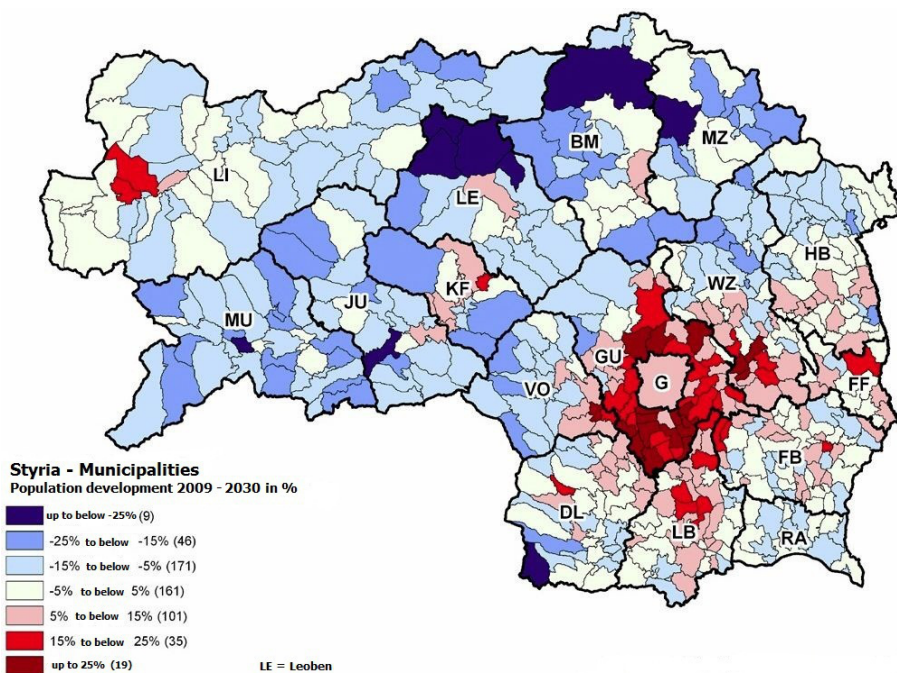 BM
MZ
LI
LE
HB
WZ
KF
JU
MU
GU
G
VO
FF
FB
DL
LB
RA
Styria - Municipalities
Population development 2009 - 2030 in %
up to below -25% (9)
-25% to below -15% (46)
-15% to below -5% (171)
-5% to below 5% (161)
5% to below 15% (101)
15% to below 25% (35)
up to 25% (19)
LE = Leoben